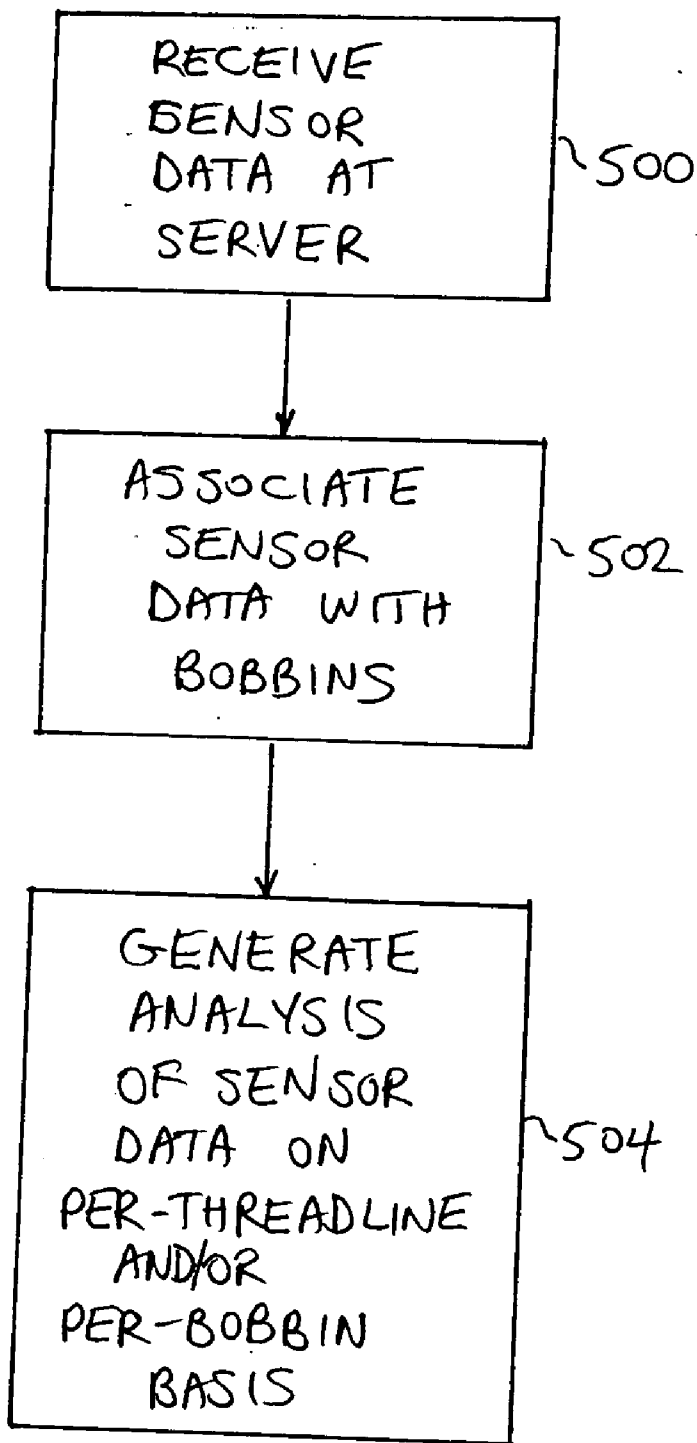 RECEIVE
SENSOR
DATA AT
SERVER
500
ASSOCIATE
SENSOR
DATA WITH
BOBBINS
502
GENERATE
ANALYSIS
OF SENSOR
DATA ON
PER-THREADLINE
AND/OR
PER-BOBBIN
BASIS
504